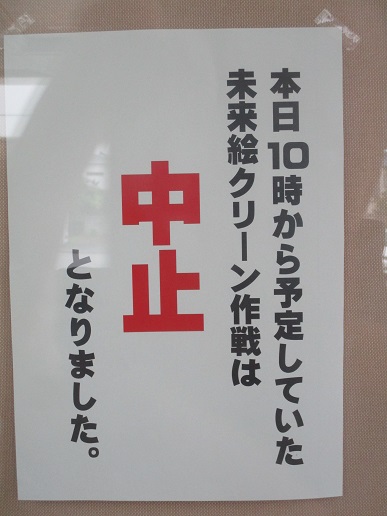 本日10時から予定していた
未来絵クリーン作戦は
中止
となりました。